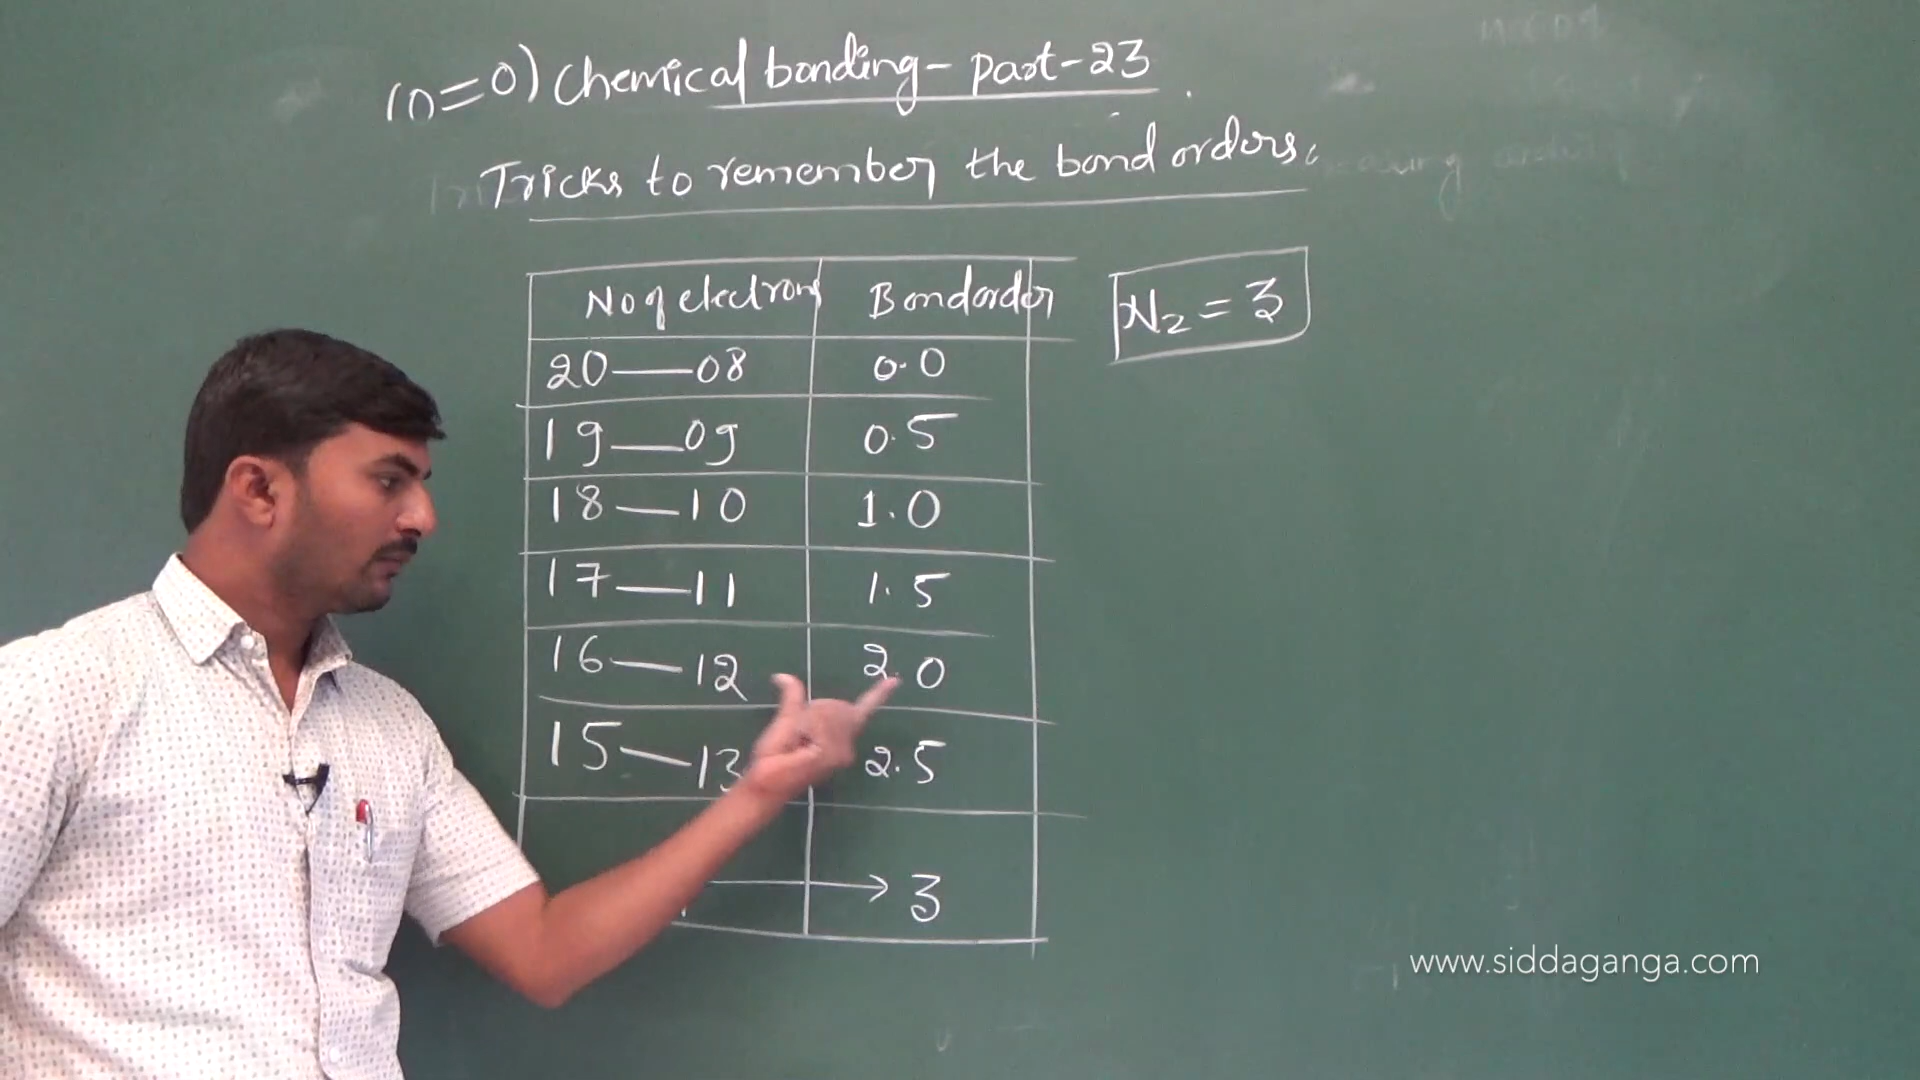 (n=0) Chemical bonding - part-23
Tricks to remember the bond orders.
No of electrons Bondorder
N2 = 3
20—08 0.0
19—09 0.5
18—10 1.0
17—11 1.5
16—12 2.0
15—13 2.5
→ 3
www.siddaganga.com